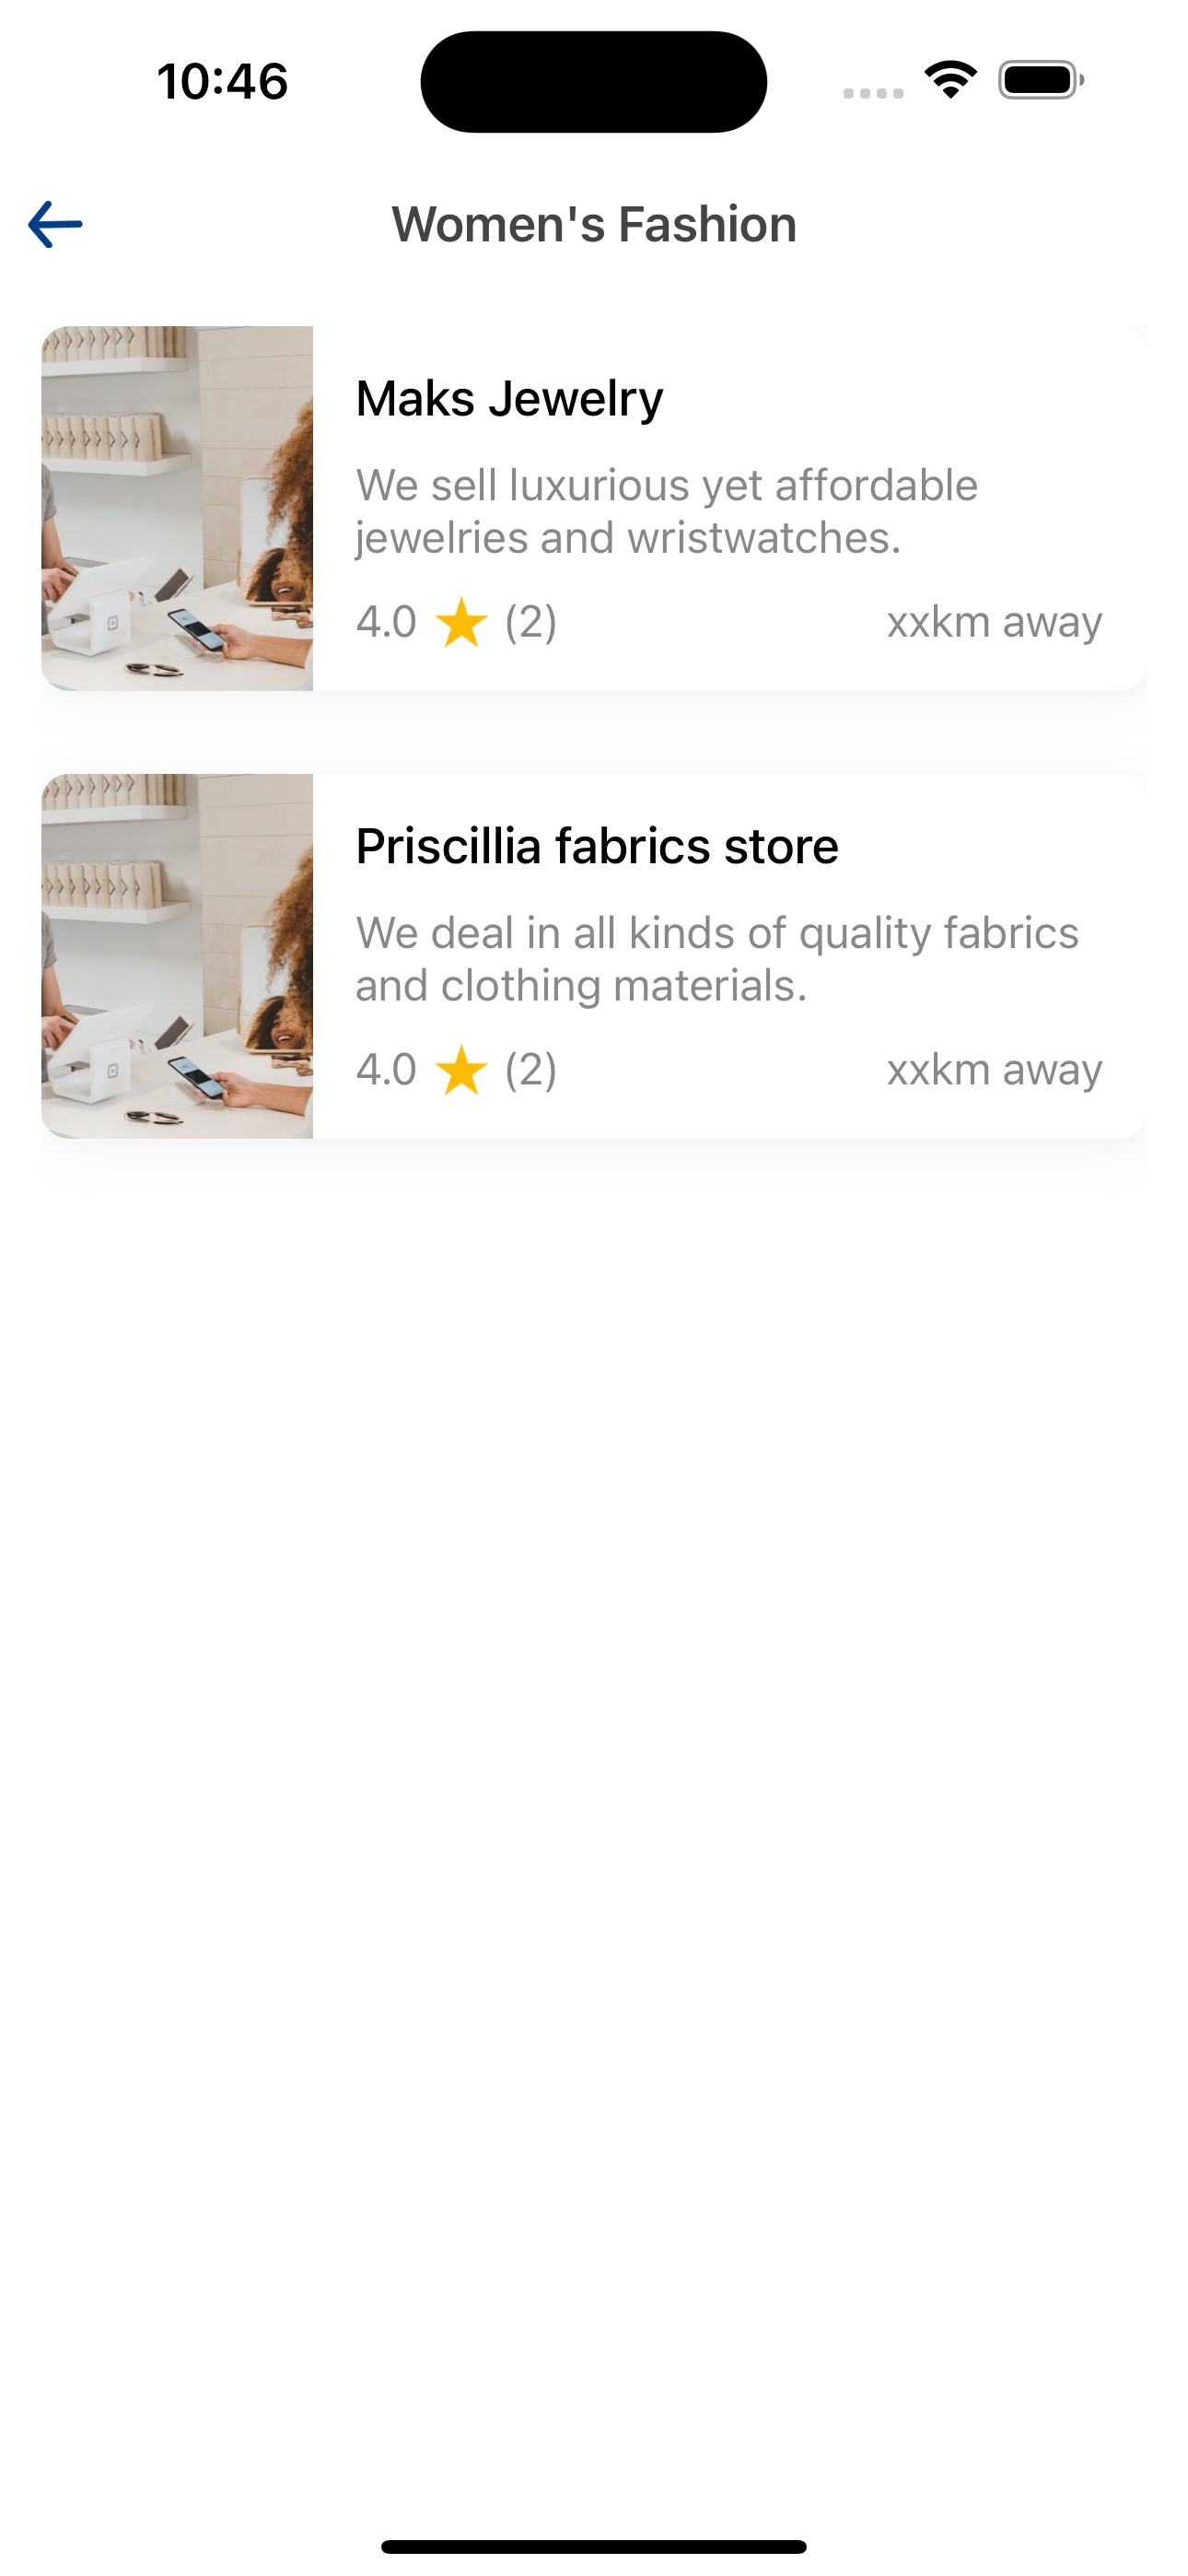 10:46
Women's Fashion
Maks Jewelry
We sell luxurious yet affordable
jewelries and wristwatches.
4.0 (2) xxkm away
Priscillia fabrics store
We deal in all kinds of quality fabrics
and clothing materials.
4.0 (2) xxkm away